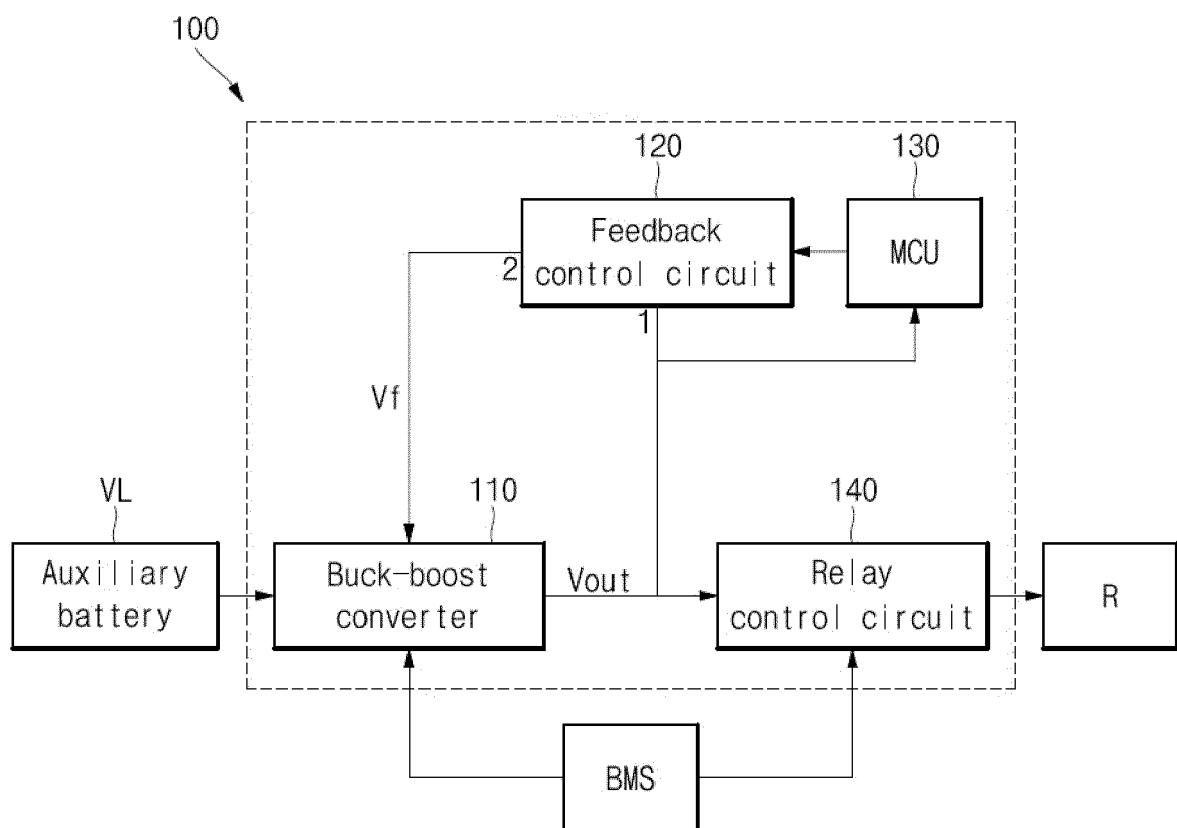 100
120
130
Feedback
control circuit
MCU
2
1
Vf
VL
110
140
Auxiliary
battery
Buck-boost
converter
Vout
Relay
control circuit
R
BMS